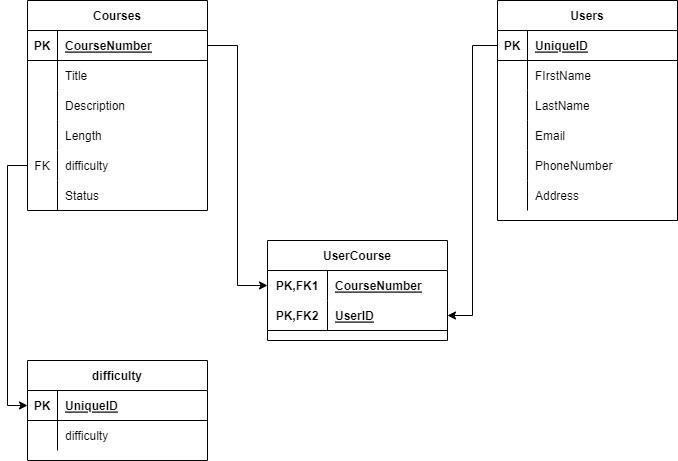 Courses
PK CourseNumber
Title
Description
Length
FK difficulty
Status
Users
PK UniqueID
FIrstName
LastName
Email
PhoneNumber
Address
UserCourse
PK,FK1 CourseNumber
PK,FK2 UserID
difficulty
PK UniqueID
difficulty